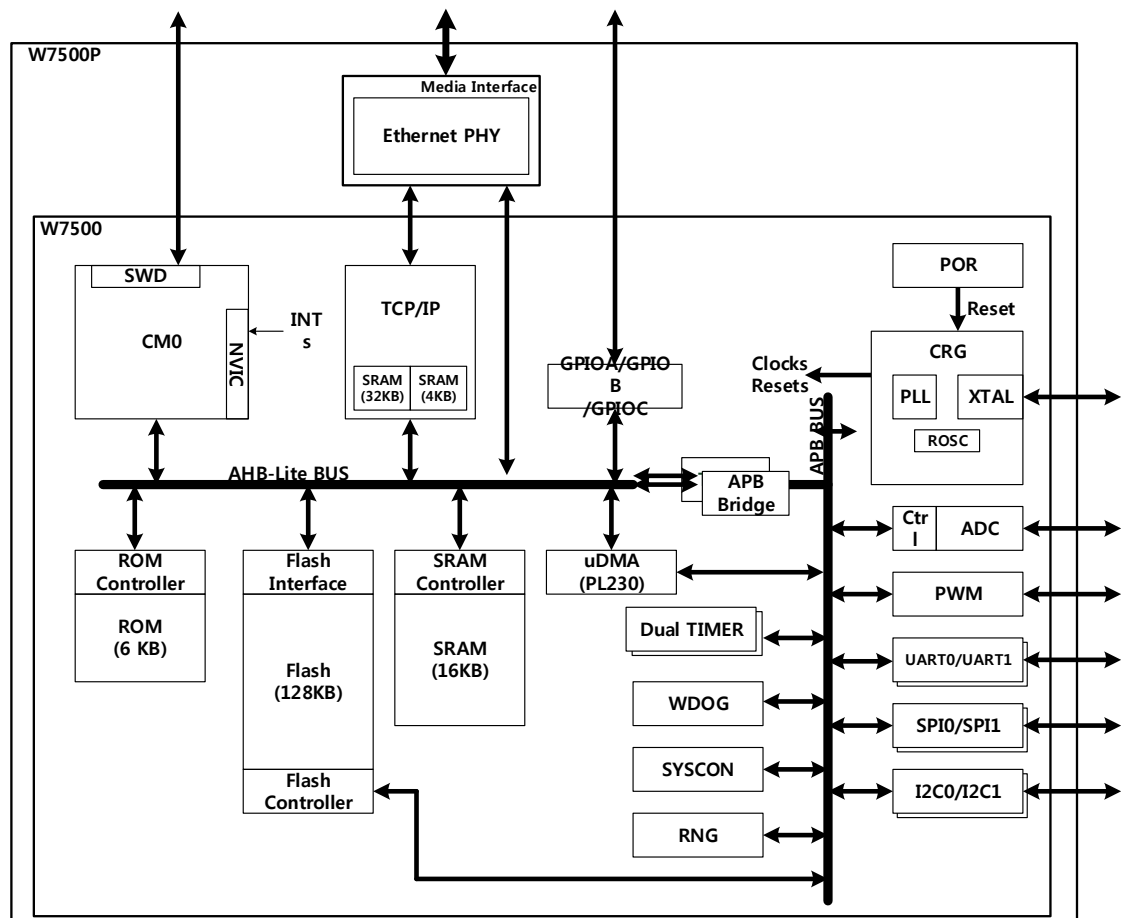 W7500P
Media Interface
Ethernet PHY
W7500
SWD
CM0
NVIC
INT
s
TCP/IP
SRAM
(32KB)
SRAM
(4KB)
GPIOA/GPIO
B
/GPIOC
POR
Reset
CRG
Clocks
Resets
PLL
XTAL
ROSC
APB BUS
AHB-Lite BUS
APB
Bridge
ROM
Controller
ROM
(6 KB)
Flash
Interface
Flash
(128KB)
Flash
Controller
SRAM
Controller
SRAM
(16KB)
uDMA
(PL230)
Dual TIMER
WDOG
SYSCON
RNG
Ctr
l
ADC
PWM
UART0/UART1
SPI0/SPI1
I2C0/I2C1